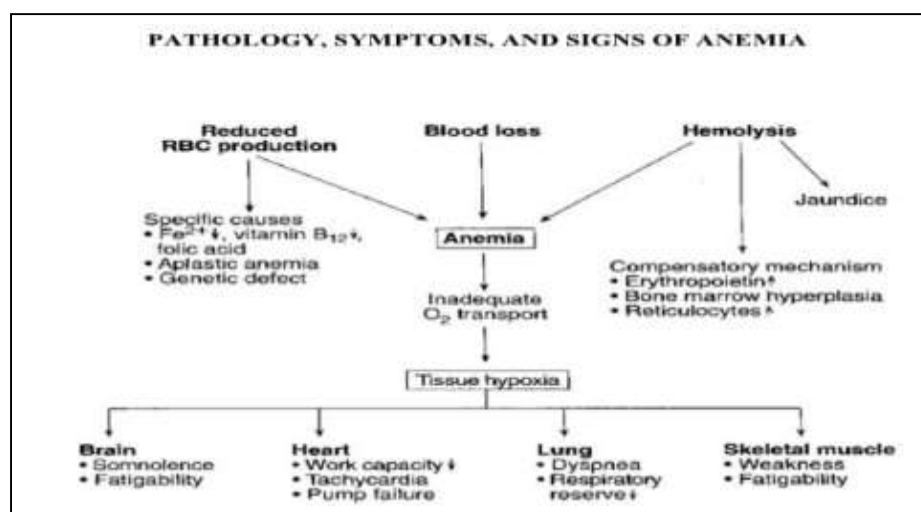 PATHOLOGY, SYMPTOMS, AND SIGNS OF ANEMIA
Reduced
RBC production
Blood loss
Hemolysis
Jaundice
Specific causes
• Fe²⁺↓, vitamin B₁₂↓,
folic acid
• Aplastic anemia
• Genetic defect
Anemia
Compensatory mechanism
• Erythropoietin↑
• Bone marrow hyperplasia
• Reticulocytes↑
Inadequate
O₂ transport
Tissue hypoxia
Brain
• Somnolence
• Fatigability
Heart
• Work capacity↓
• Tachycardia
• Pump failure
Lung
• Dyspnea
• Respiratory
reserve↓
Skeletal muscle
• Weakness
• Fatigability